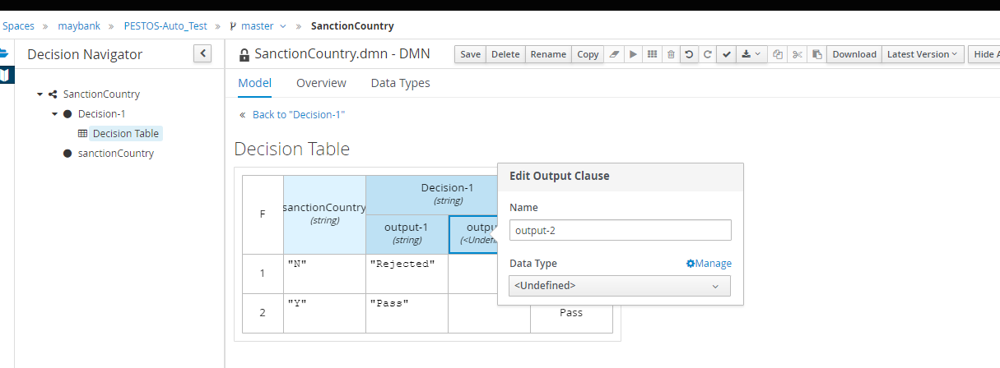 Spaces » maybank » PESTOS-Auto_Test » master » SanctionCountry
Decision Navigator
SanctionCountry.dmn - DMN
Save Delete Rename Copy Download Latest Version Hide A
Model Overview Data Types
SanctionCountry
Decision-1
Decision Table
sanctionCountry
« Back to "Decision-1"
Decision Table
F
sanctionCountry
(string)
Decision-1
(string)
output-1
(string)
outpu
(<Undefi
1 "N" "Rejected"
2 "Y" "Pass" Pass
Edit Output Clause
Name
output-2
Data Type Manage
<Undefined>